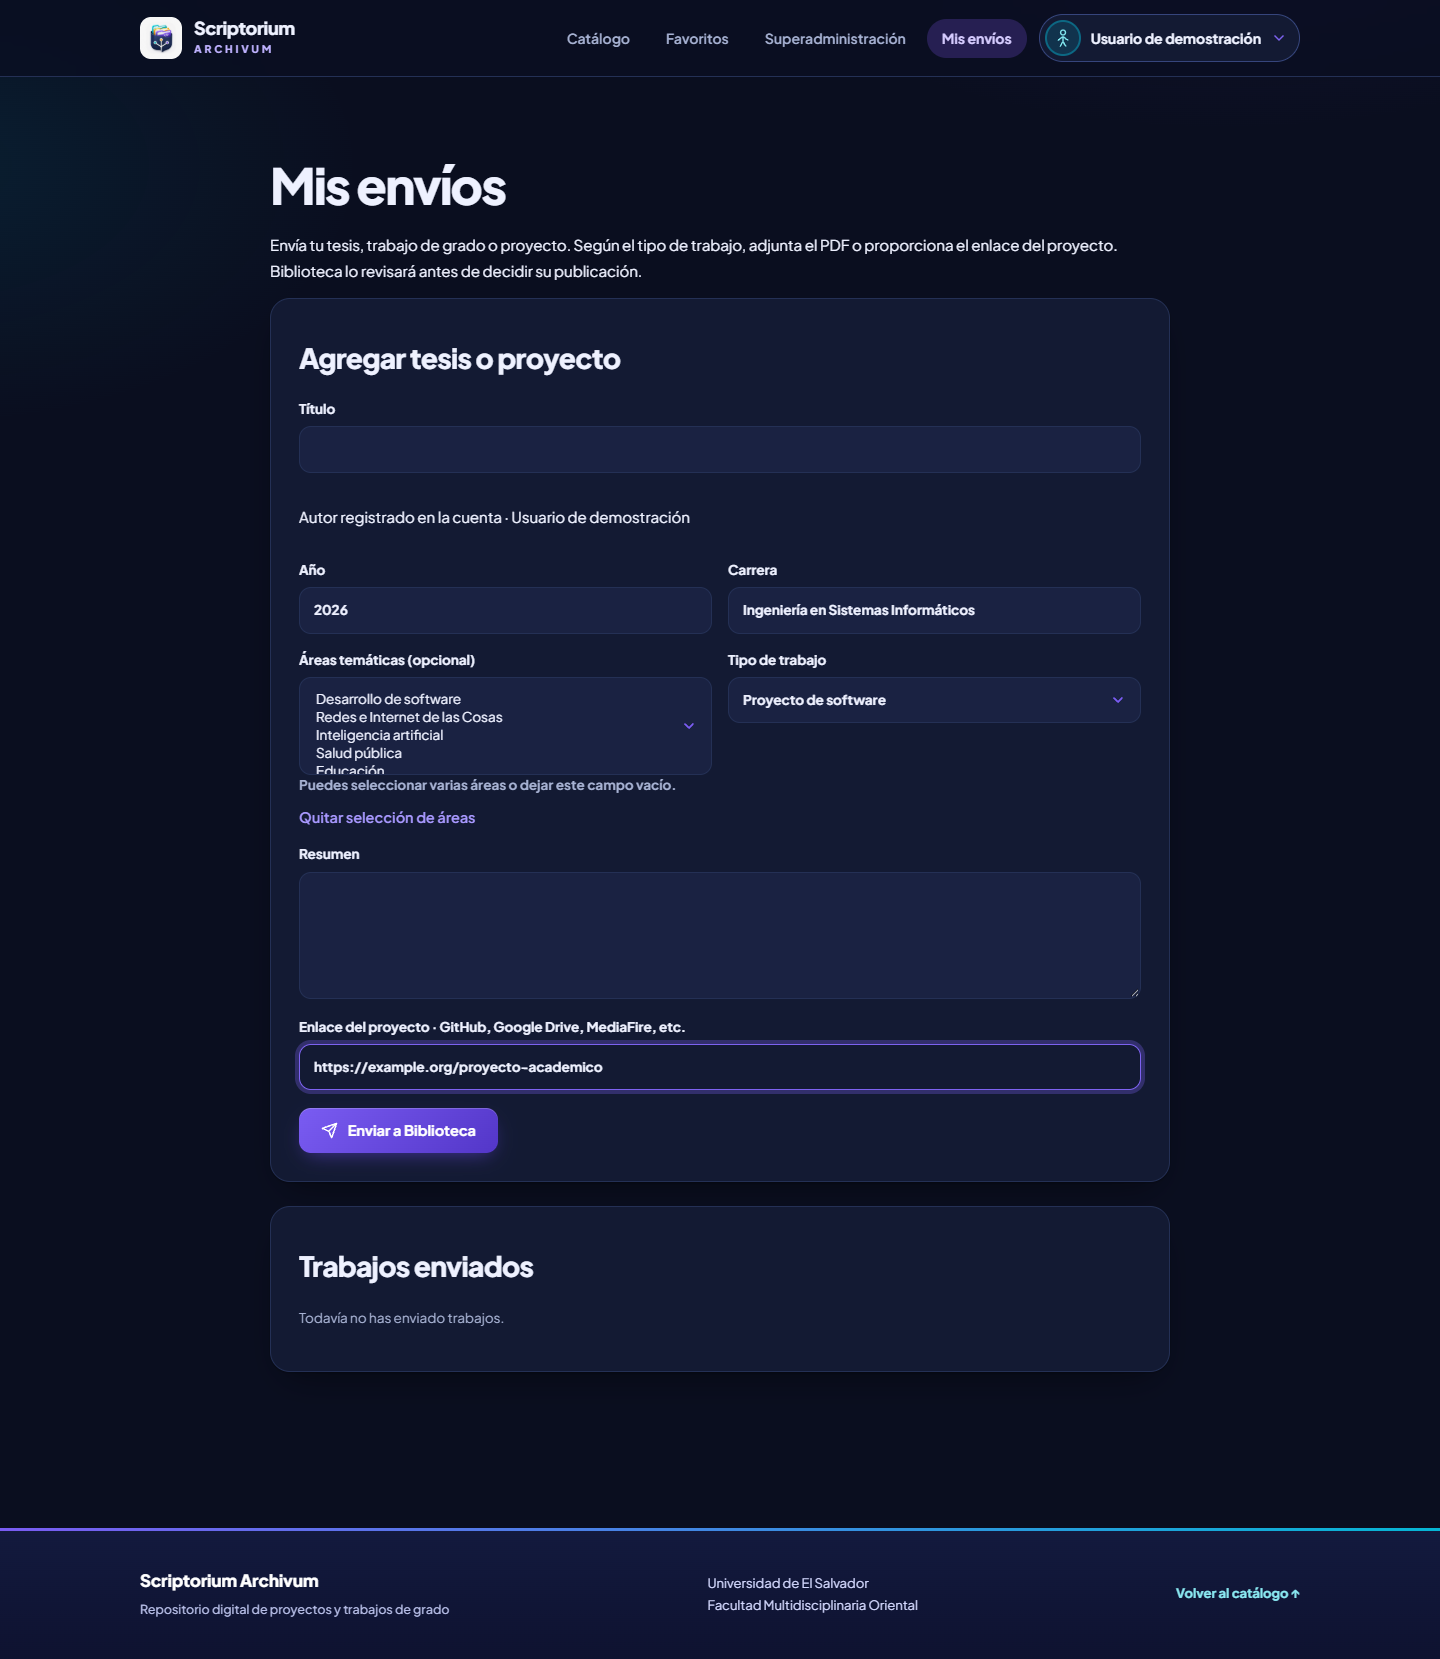 Scriptorium
ARCHIVUM
Catálogo
Favoritos
Superadministración
Mis envíos
Usuario de demostración
Mis envíos
Envía tu tesis, trabajo de grado o proyecto. Según el tipo de trabajo, adjunta el PDF o proporciona el enlace del proyecto.
Biblioteca lo revisará antes de decidir su publicación.
Agregar tesis o proyecto
Título
Autor registrado en la cuenta · Usuario de demostración
Año
Carrera
2026
Ingeniería en Sistemas Informáticos
Áreas temáticas (opcional)
Tipo de trabajo
Desarrollo de software
Redes e Internet de las Cosas
Inteligencia artificial
Salud pública
Educación
Proyecto de software
Puedes seleccionar varias áreas o dejar este campo vacío.
Quitar selección de áreas
Resumen
Enlace del proyecto · GitHub, Google Drive, MediaFire, etc.
https://example.org/proyecto-academico
Enviar a Biblioteca
Trabajos enviados
Todavía no has enviado trabajos.
Scriptorium Archivum
Repositorio digital de proyectos y trabajos de grado
Universidad de El Salvador
Facultad Multidisciplinaria Oriental
Volver al catálogo ↑